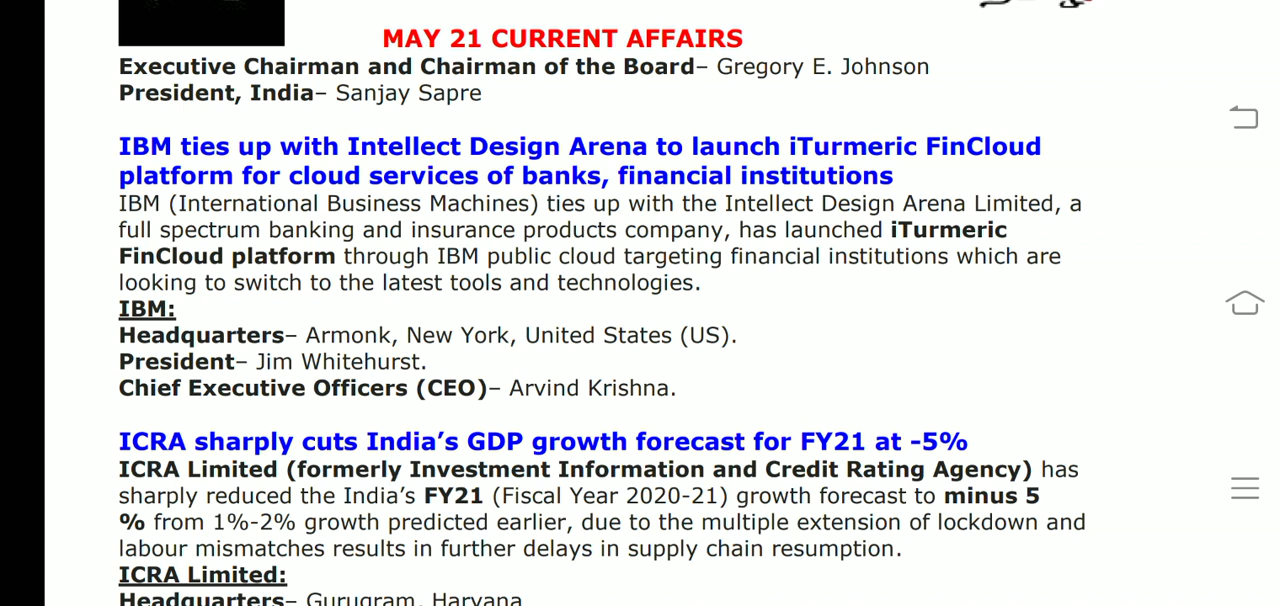 MAY 21 CURRENT AFFAIRS
Executive Chairman and Chairman of the Board– Gregory E. Johnson
President, India– Sanjay Sapre
IBM ties up with Intellect Design Arena to launch iTurmeric FinCloud
platform for cloud services of banks, financial institutions
IBM (International Business Machines) ties up with the Intellect Design Arena Limited, a
full spectrum banking and insurance products company, has launched iTurmeric
FinCloud platform through IBM public cloud targeting financial institutions which are
looking to switch to the latest tools and technologies.
IBM:
Headquarters– Armonk, New York, United States (US).
President– Jim Whitehurst.
Chief Executive Officers (CEO)– Arvind Krishna.
ICRA sharply cuts India’s GDP growth forecast for FY21 at -5%
ICRA Limited (formerly Investment Information and Credit Rating Agency) has
sharply reduced the India’s FY21 (Fiscal Year 2020-21) growth forecast to minus 5
% from 1%-2% growth predicted earlier, due to the multiple extension of lockdown and
labour mismatches results in further delays in supply chain resumption.
ICRA Limited:
Headquarters– Gurugram, Haryana